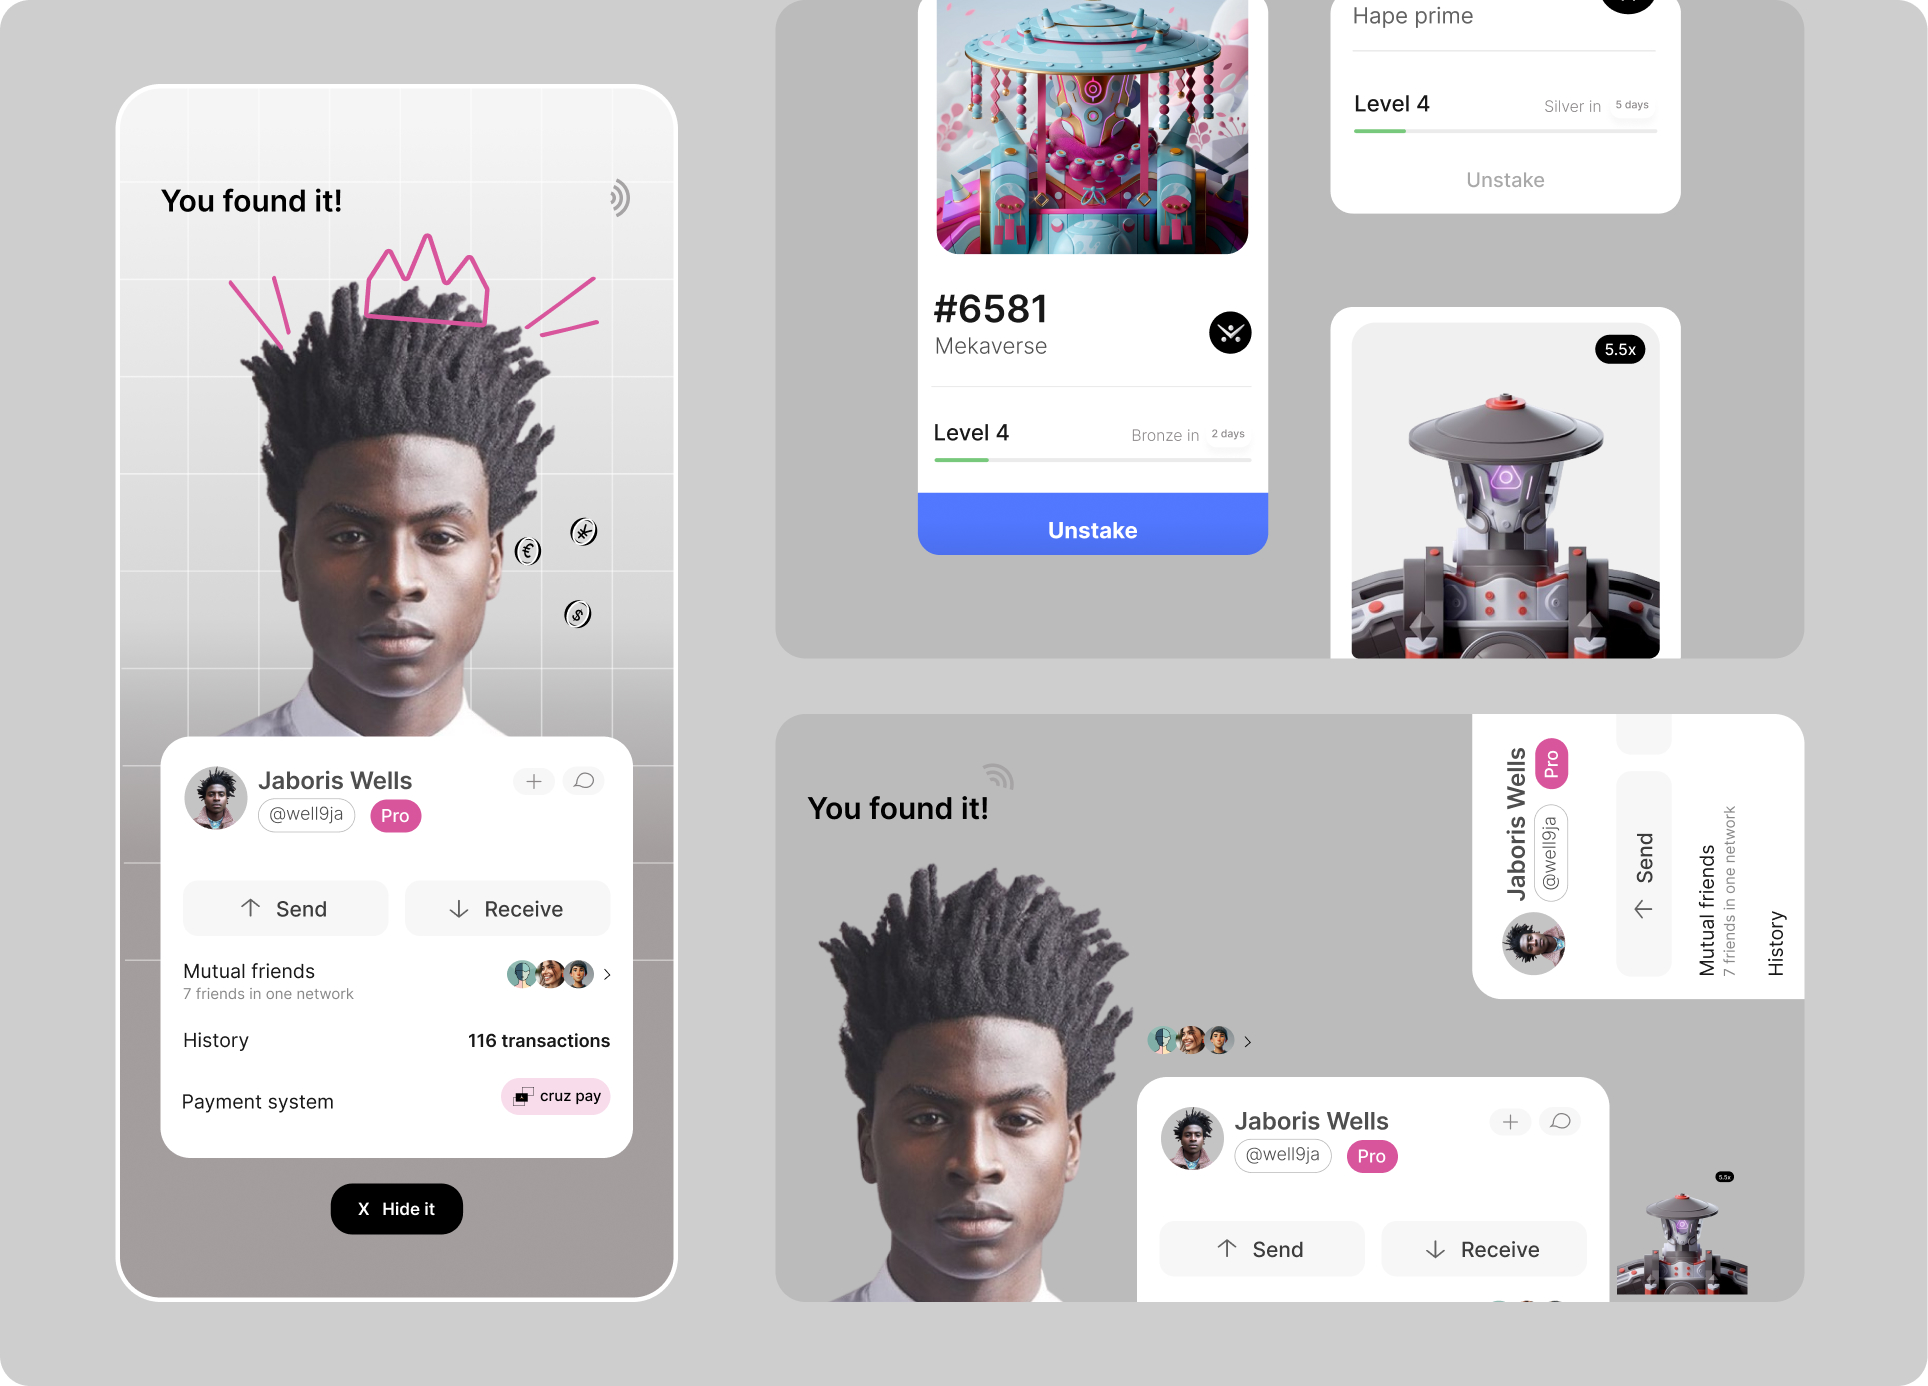 You found it!
€
$
Jaboris Wells
@well9ja
Pro
Send
Receive
Mutual friends
7 friends in one network
History
116 transactions
Payment system
cruz pay
X Hide it
#6581
Mekaverse
Level 4
Bronze in
2 days
Unstake
Hape prime
Level 4
Silver in
5 days
Unstake
5.5x
You found it!
Jaboris Wells
@well9ja
Pro
Send
Receive
Jaboris Wells
@well9ja
Pro
Send
Mutual friends
7 friends in one network
History
5.5x